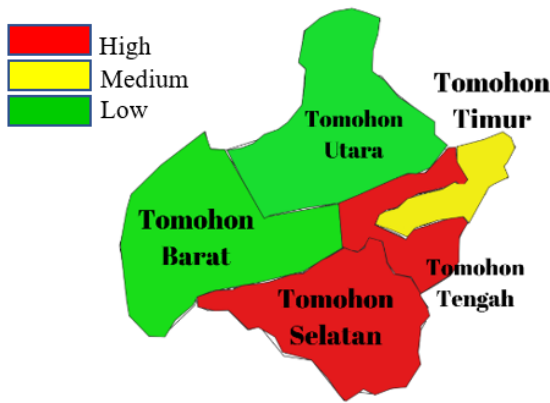 High
Medium
Low
Tomohon
Timur
Tomohon
Utara
Tomohon
Barat
Tomohon
Tengah
Tomohon
Selatan